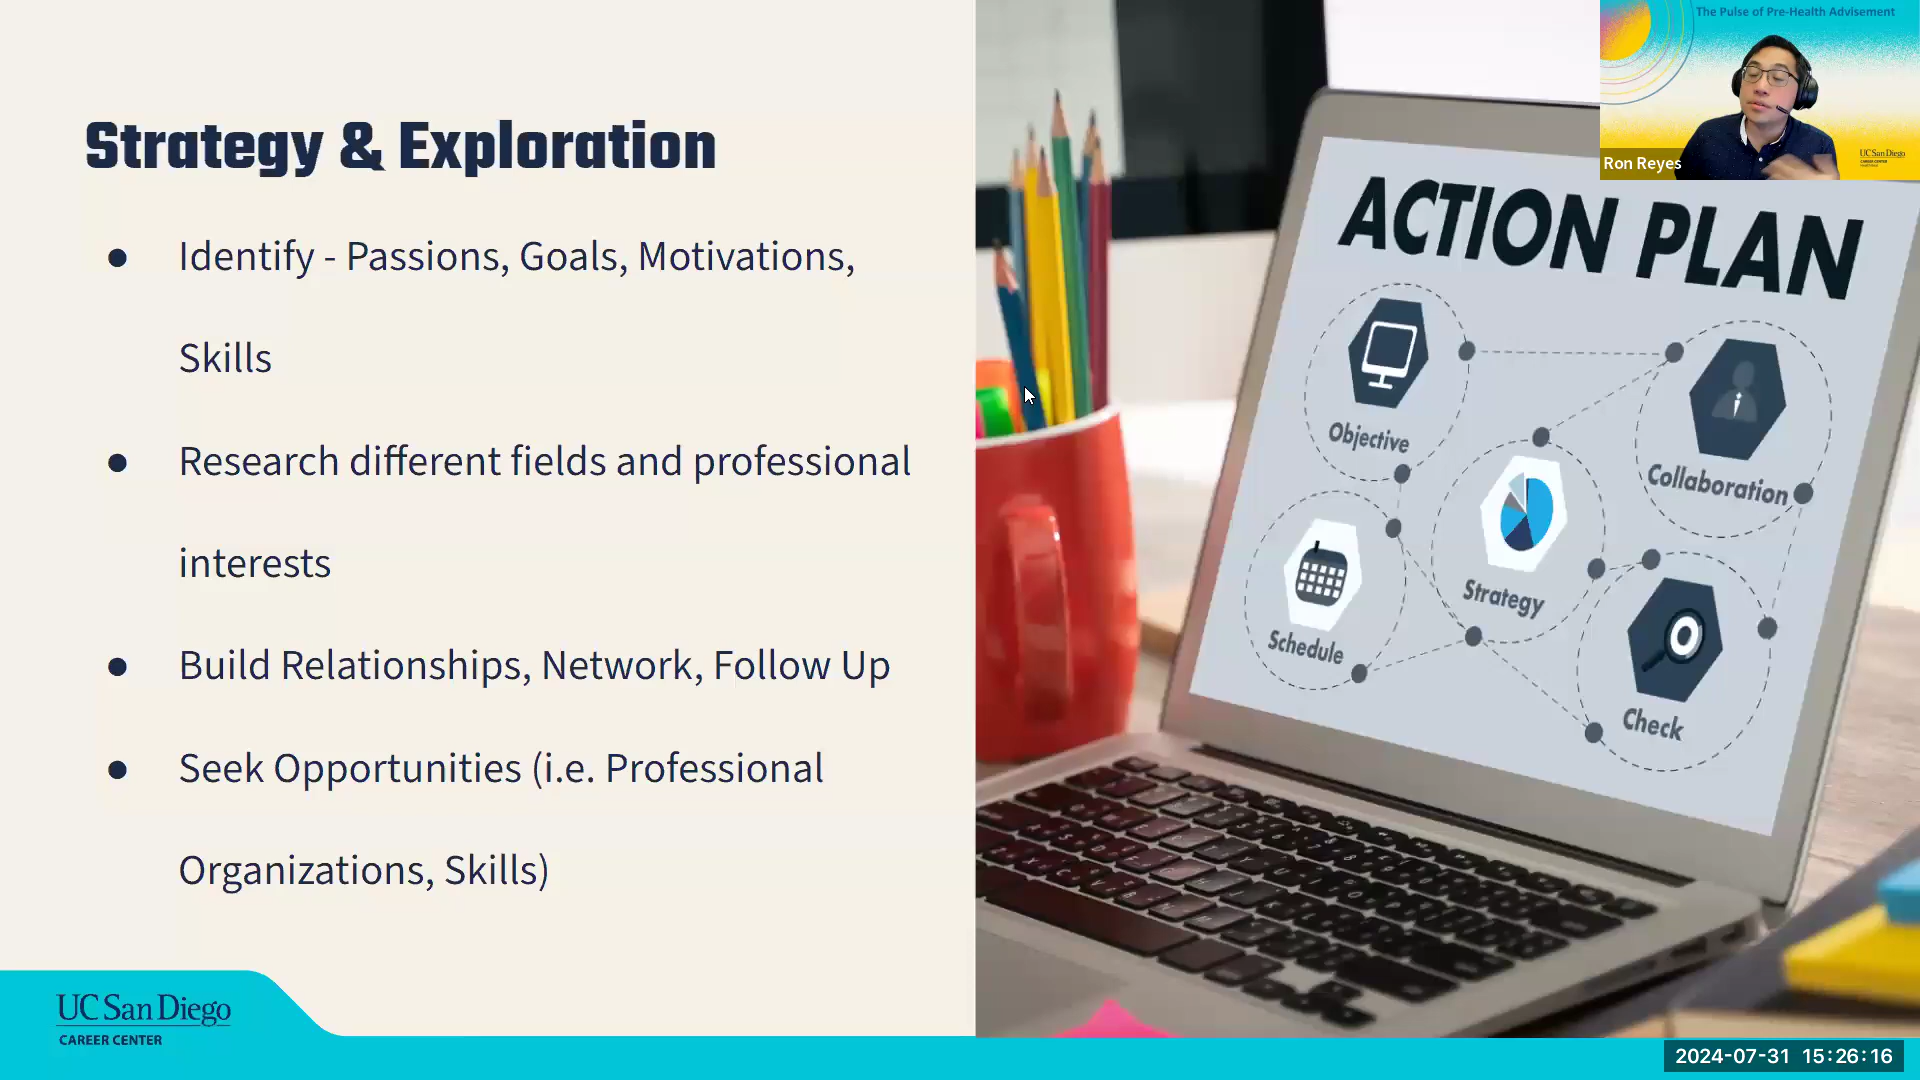 The Pulse of Pre-Health Advisement
UC San Diego
Ron Reyes
Strategy & Exploration
● Identify - Passions, Goals, Motivations,
Skills
● Research different fields and professional
interests
● Build Relationships, Network, Follow Up
● Seek Opportunities (i.e. Professional
Organizations, Skills)
ACTION PLAN
Objective
Collaboration
Strategy
Schedule
Check
UC San Diego
CAREER CENTER
2024-07-31 15:26:16